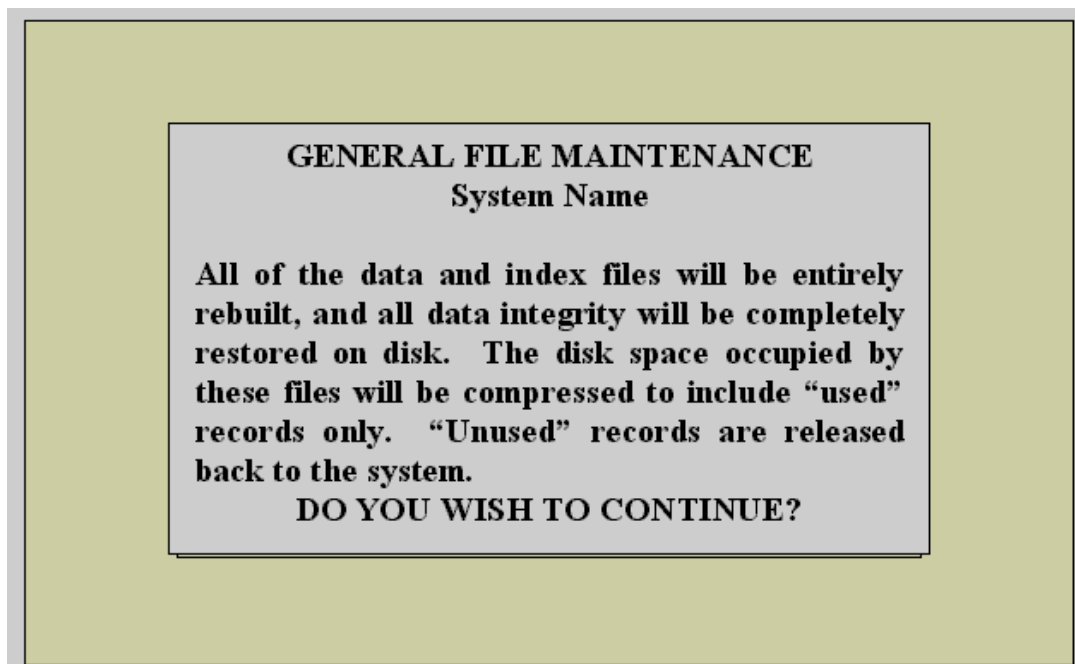 GENERAL FILE MAINTENANCE
System Name
All of the data and index files will be entirely
rebuilt, and all data integrity will be completely
restored on disk.  The disk space occupied by
these files will be compressed to include “used”
records only.  “Unused” records are released
back to the system.
DO YOU WISH TO CONTINUE?